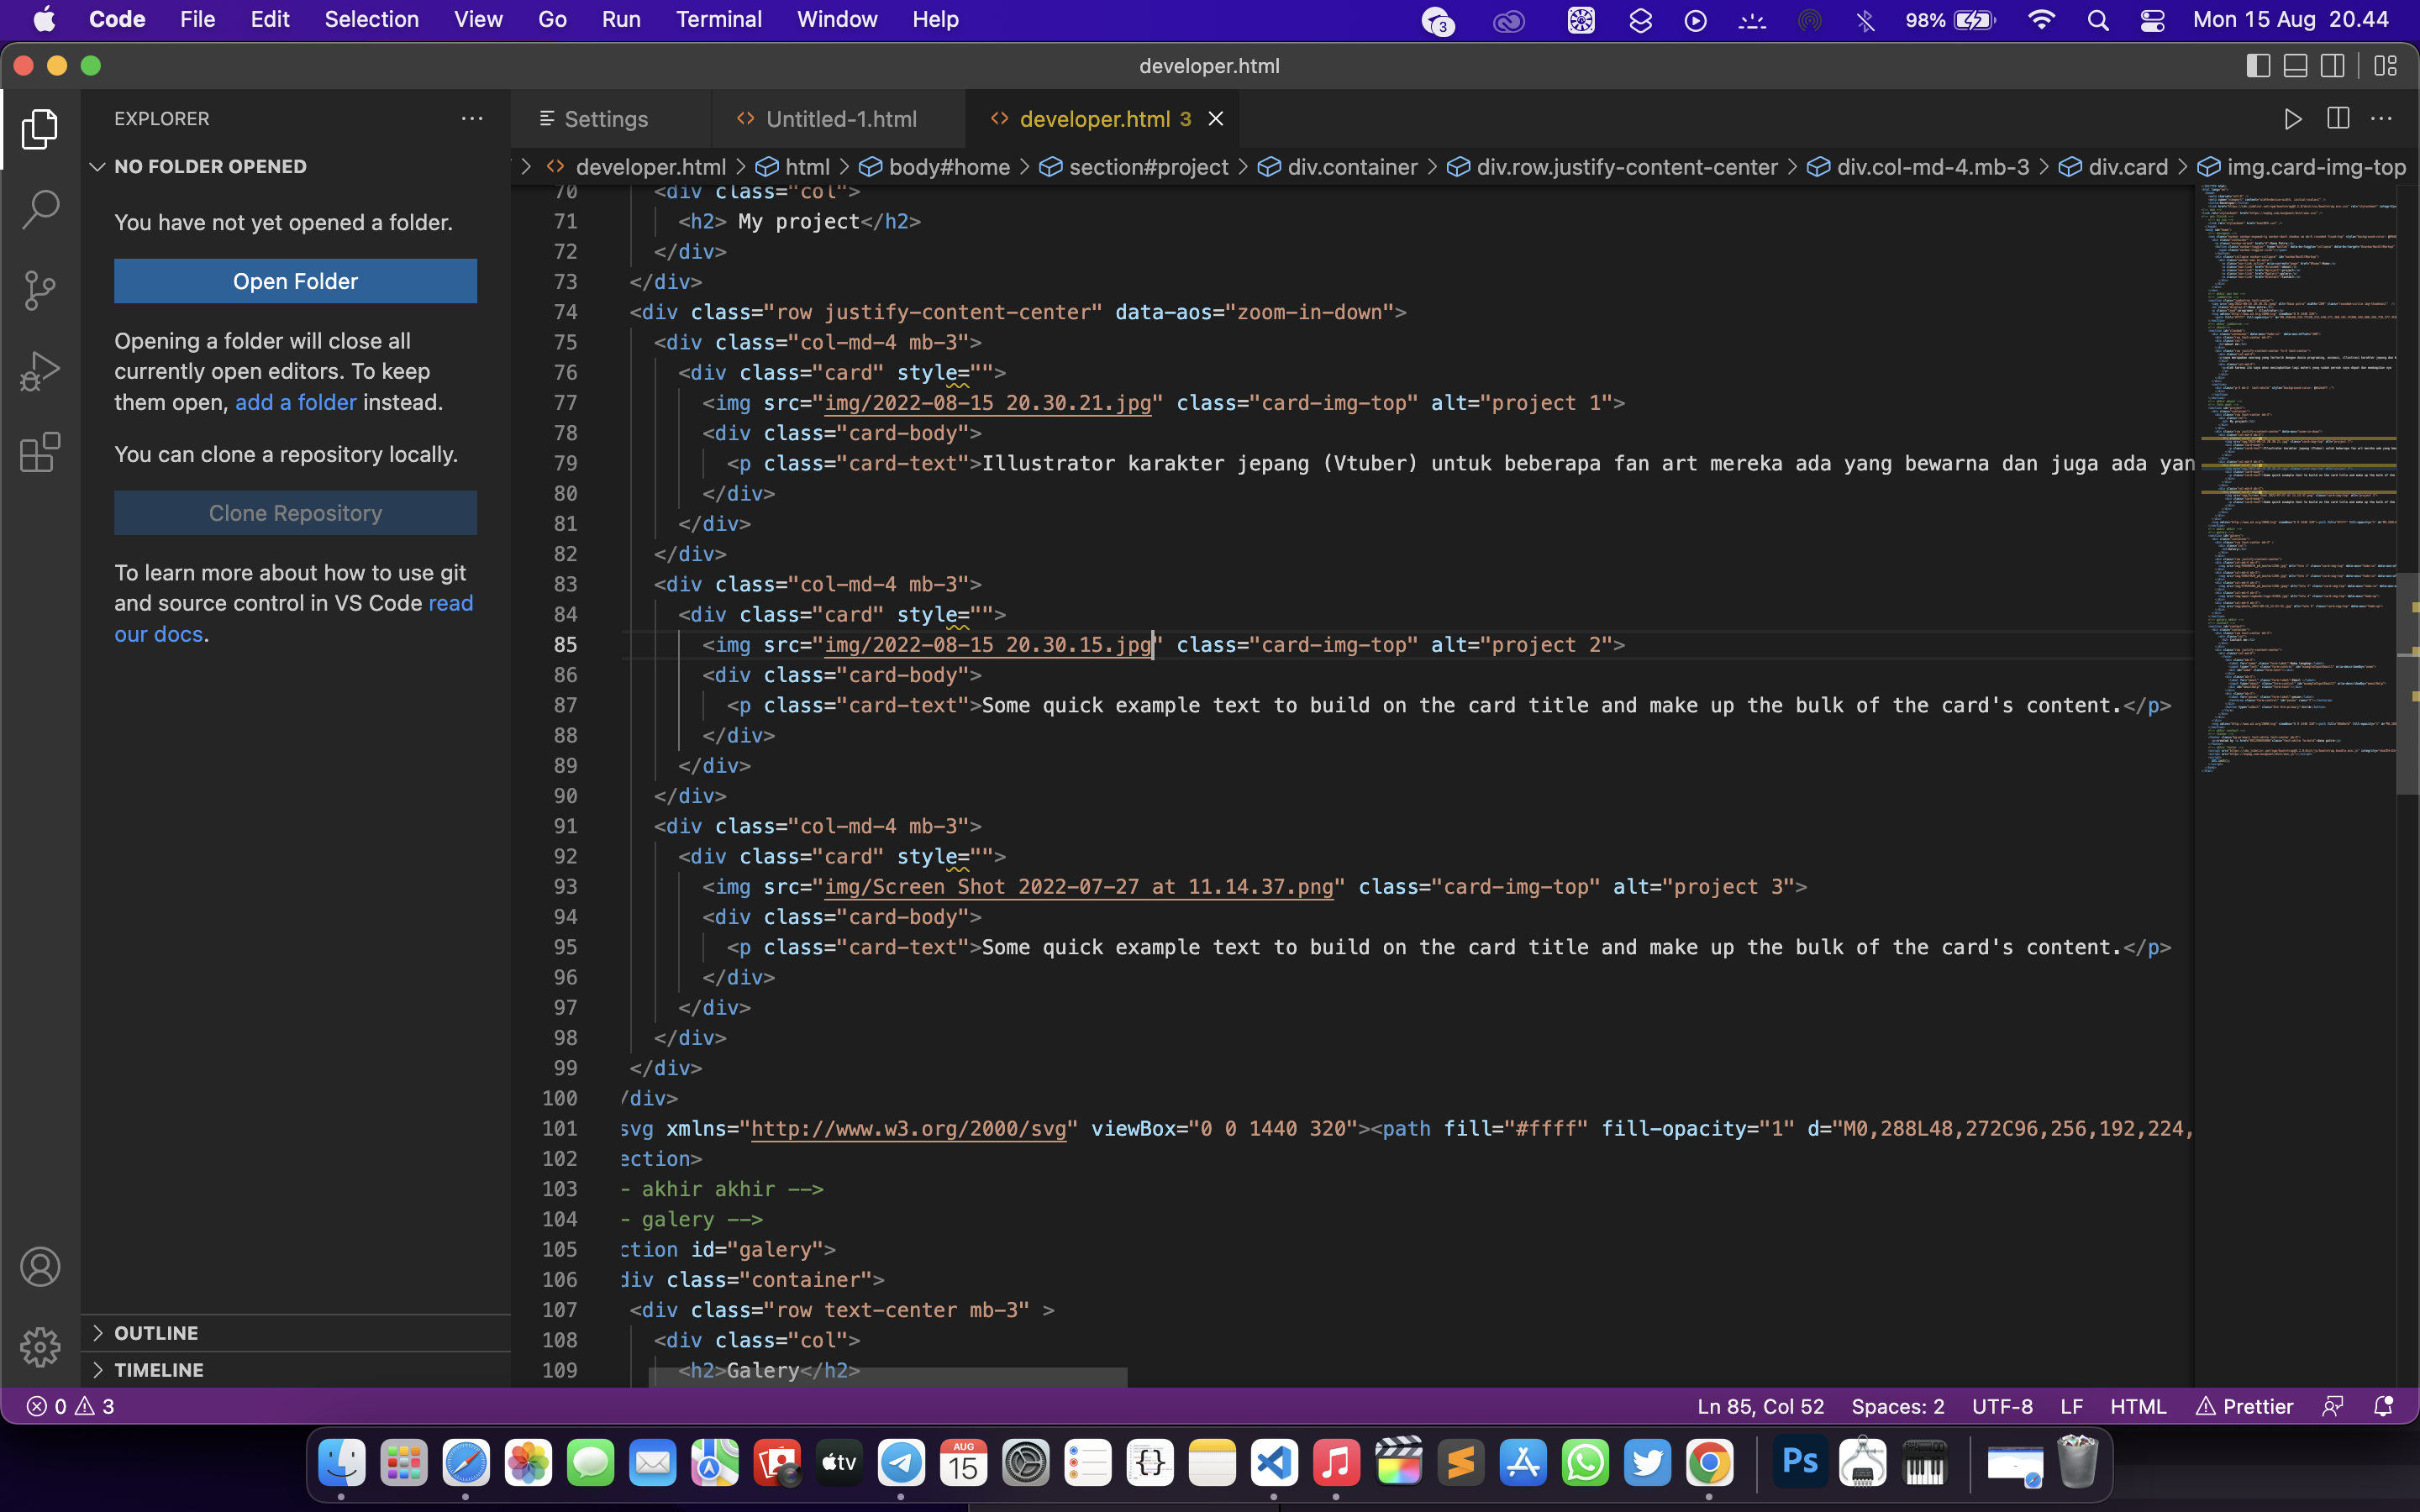 Code File Edit Selection View Go Run Terminal Window Help 3 98% Mon 15 Aug 20.44
developer.html
EXPLORER
Settings Untitled-1.html developer.html 3
developer.html html body#home section#project div.container div.row.justify-content-center div.col-md-4.mb-3 div.card img.card-img-top
NO FOLDER OPENED
You have not yet opened a folder.
Open Folder
Opening a folder will close all
currently open editors. To keep
them open, add a folder instead.
You can clone a repository locally.
Clone Repository
To learn more about how to use git
and source control in VS Code read
our docs.
OUTLINE
TIMELINE
70 <div class="col">
71 <h2> My project</h2>
72 </div>
73 </div>
74 <div class="row justify-content-center" data-aos="zoom-in-down">
75 <div class="col-md-4 mb-3">
76 <div class="card" style="">
77 <img src="img/2022-08-15 20.30.21.jpg" class="card-img-top" alt="project 1">
78 <div class="card-body">
79 <p class="card-text">Illustrator karakter jepang (Vtuber) untuk beberapa fan art mereka ada yang bewarna dan juga ada yan
80 </div>
81 </div>
82 </div>
83 <div class="col-md-4 mb-3">
84 <div class="card" style="">
85 <img src="img/2022-08-15 20.30.15.jpg" class="card-img-top" alt="project 2">
86 <div class="card-body">
87 <p class="card-text">Some quick example text to build on the card title and make up the bulk of the card's content.</p>
88 </div>
89 </div>
90 </div>
91 <div class="col-md-4 mb-3">
92 <div class="card" style="">
93 <img src="img/Screen Shot 2022-07-27 at 11.14.37.png" class="card-img-top" alt="project 3">
94 <div class="card-body">
95 <p class="card-text">Some quick example text to build on the card title and make up the bulk of the card's content.</p>
96 </div>
97 </div>
98 </div>
99 </div>
100 /div>
101 svg xmlns="http://www.w3.org/2000/svg" viewBox="0 0 1440 320"><path fill="#ffff" fill-opacity="1" d="M0,288L48,272C96,256,192,224,
102 ection>
103 - akhir akhir -->
104 - galery -->
105 ction id="galery">
106 div class="container">
107 <div class="row text-center mb-3" >
108 <div class="col">
109 <h2>Galery</h2>
0 3 Ln 85, Col 52 Spaces: 2 UTF-8 LF HTML Prettier
tv AUG 15 Ps